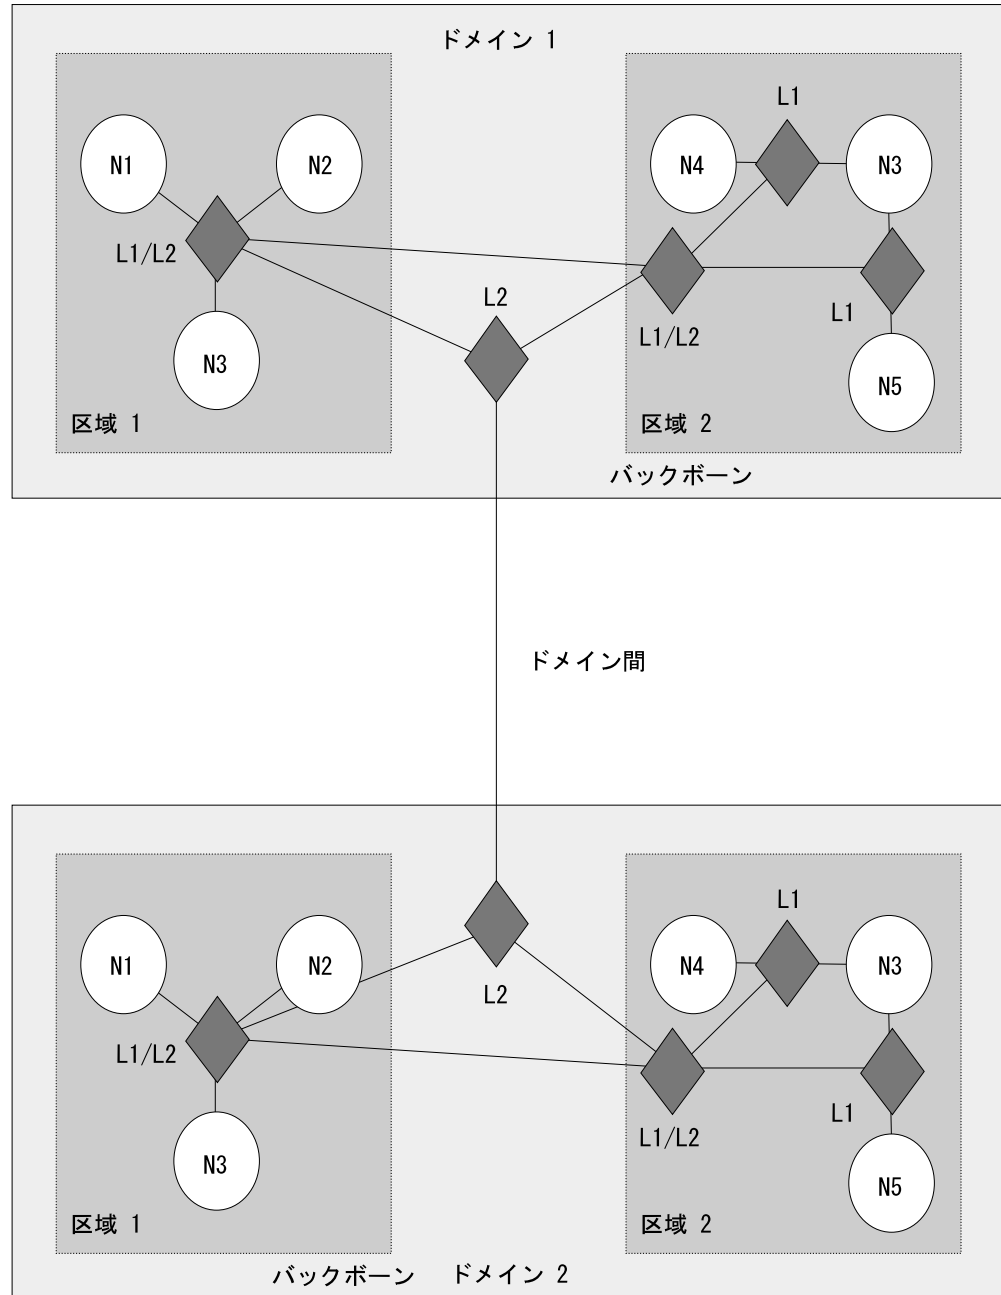 ドメイン 1
L1
N1
N2
N4
N3
L1/L2
L2
L1
L1/L2
N3
N5
区域 1
区域 2
バックボーン
ドメイン間
L1
N1
N2
N4
N3
L2
L1/L2
L1
L1/L2
N3
N5
区域 1
区域 2
バックボーン ドメイン 2